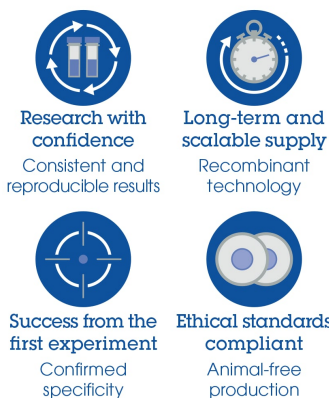 Research with
confidence
Consistent and
reproducible results
Long-term and
scalable supply
Recombinant
technology
Success from the
first experiment
Confirmed
specificity
Ethical standards
compliant
Animal-free
production